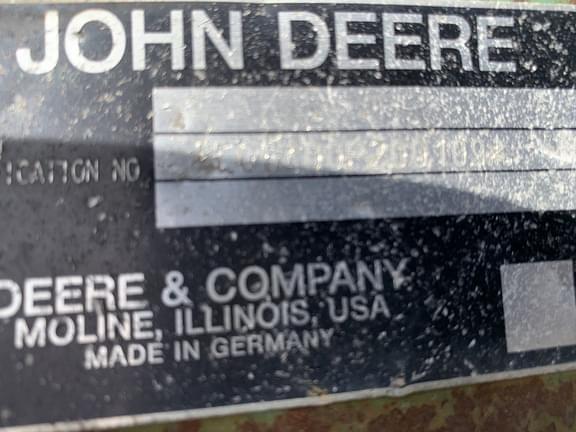 JOHN DEERE
ICATION NO
DEERE & COMPANY
MOLINE, ILLINOIS, USA
MADE IN GERMANY